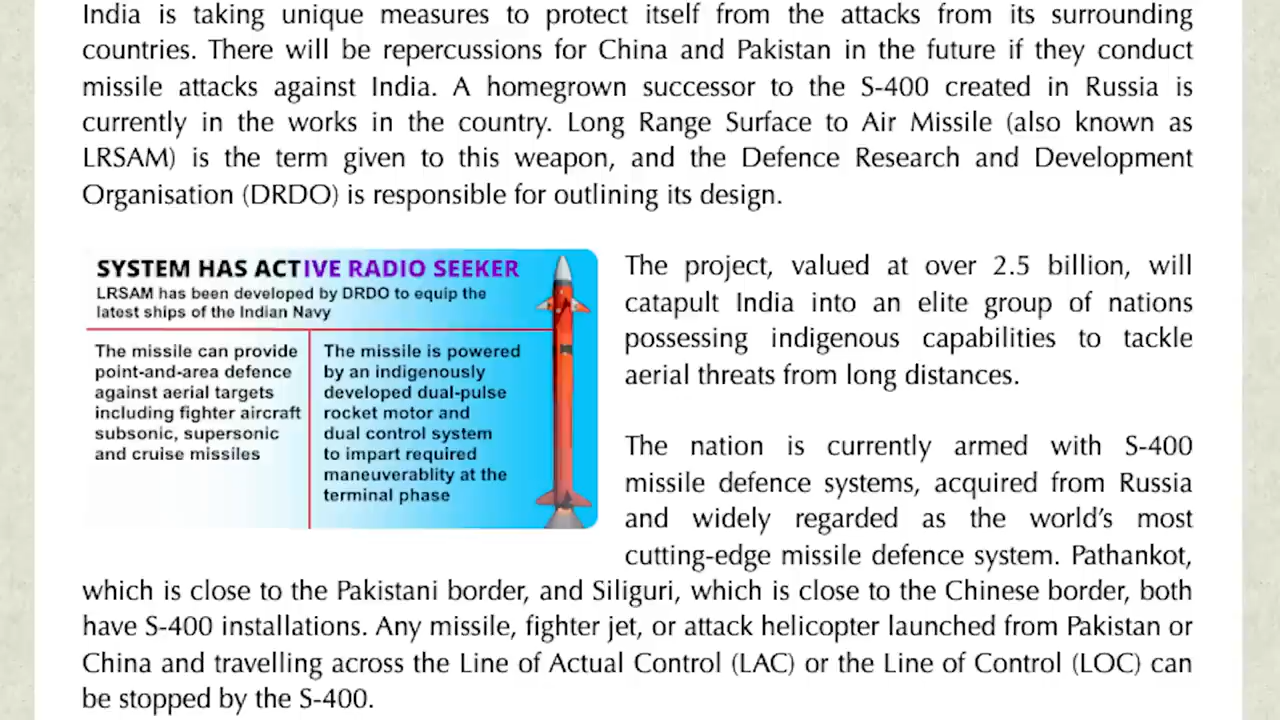 India is taking unique measures to protect itself from the attacks from its surrounding
countries. There will be repercussions for China and Pakistan in the future if they conduct
missile attacks against India. A homegrown successor to the S-400 created in Russia is
currently in the works in the country. Long Range Surface to Air Missile (also known as
LRSAM) is the term given to this weapon, and the Defence Research and Development
Organisation (DRDO) is responsible for outlining its design.
SYSTEM HAS ACTIVE RADIO SEEKER
LRSAM has been developed by DRDO to equip the
latest ships of the Indian Navy
The missile can provide
point-and-area defence
against aerial targets
including fighter aircraft
subsonic, supersonic
and cruise missiles
The missile is powered
by an indigenously
developed dual-pulse
rocket motor and
dual control system
to impart required
maneuverablity at the
terminal phase
The project, valued at over 2.5 billion, will
catapult India into an elite group of nations
possessing indigenous capabilities to tackle
aerial threats from long distances.
The nation is currently armed with S-400
missile defence systems, acquired from Russia
and widely regarded as the world's most
cutting-edge missile defence system. Pathankot,
which is close to the Pakistani border, and Siliguri, which is close to the Chinese border, both
have S-400 installations. Any missile, fighter jet, or attack helicopter launched from Pakistan or
China and travelling across the Line of Actual Control (LAC) or the Line of Control (LOC) can
be stopped by the S-400.